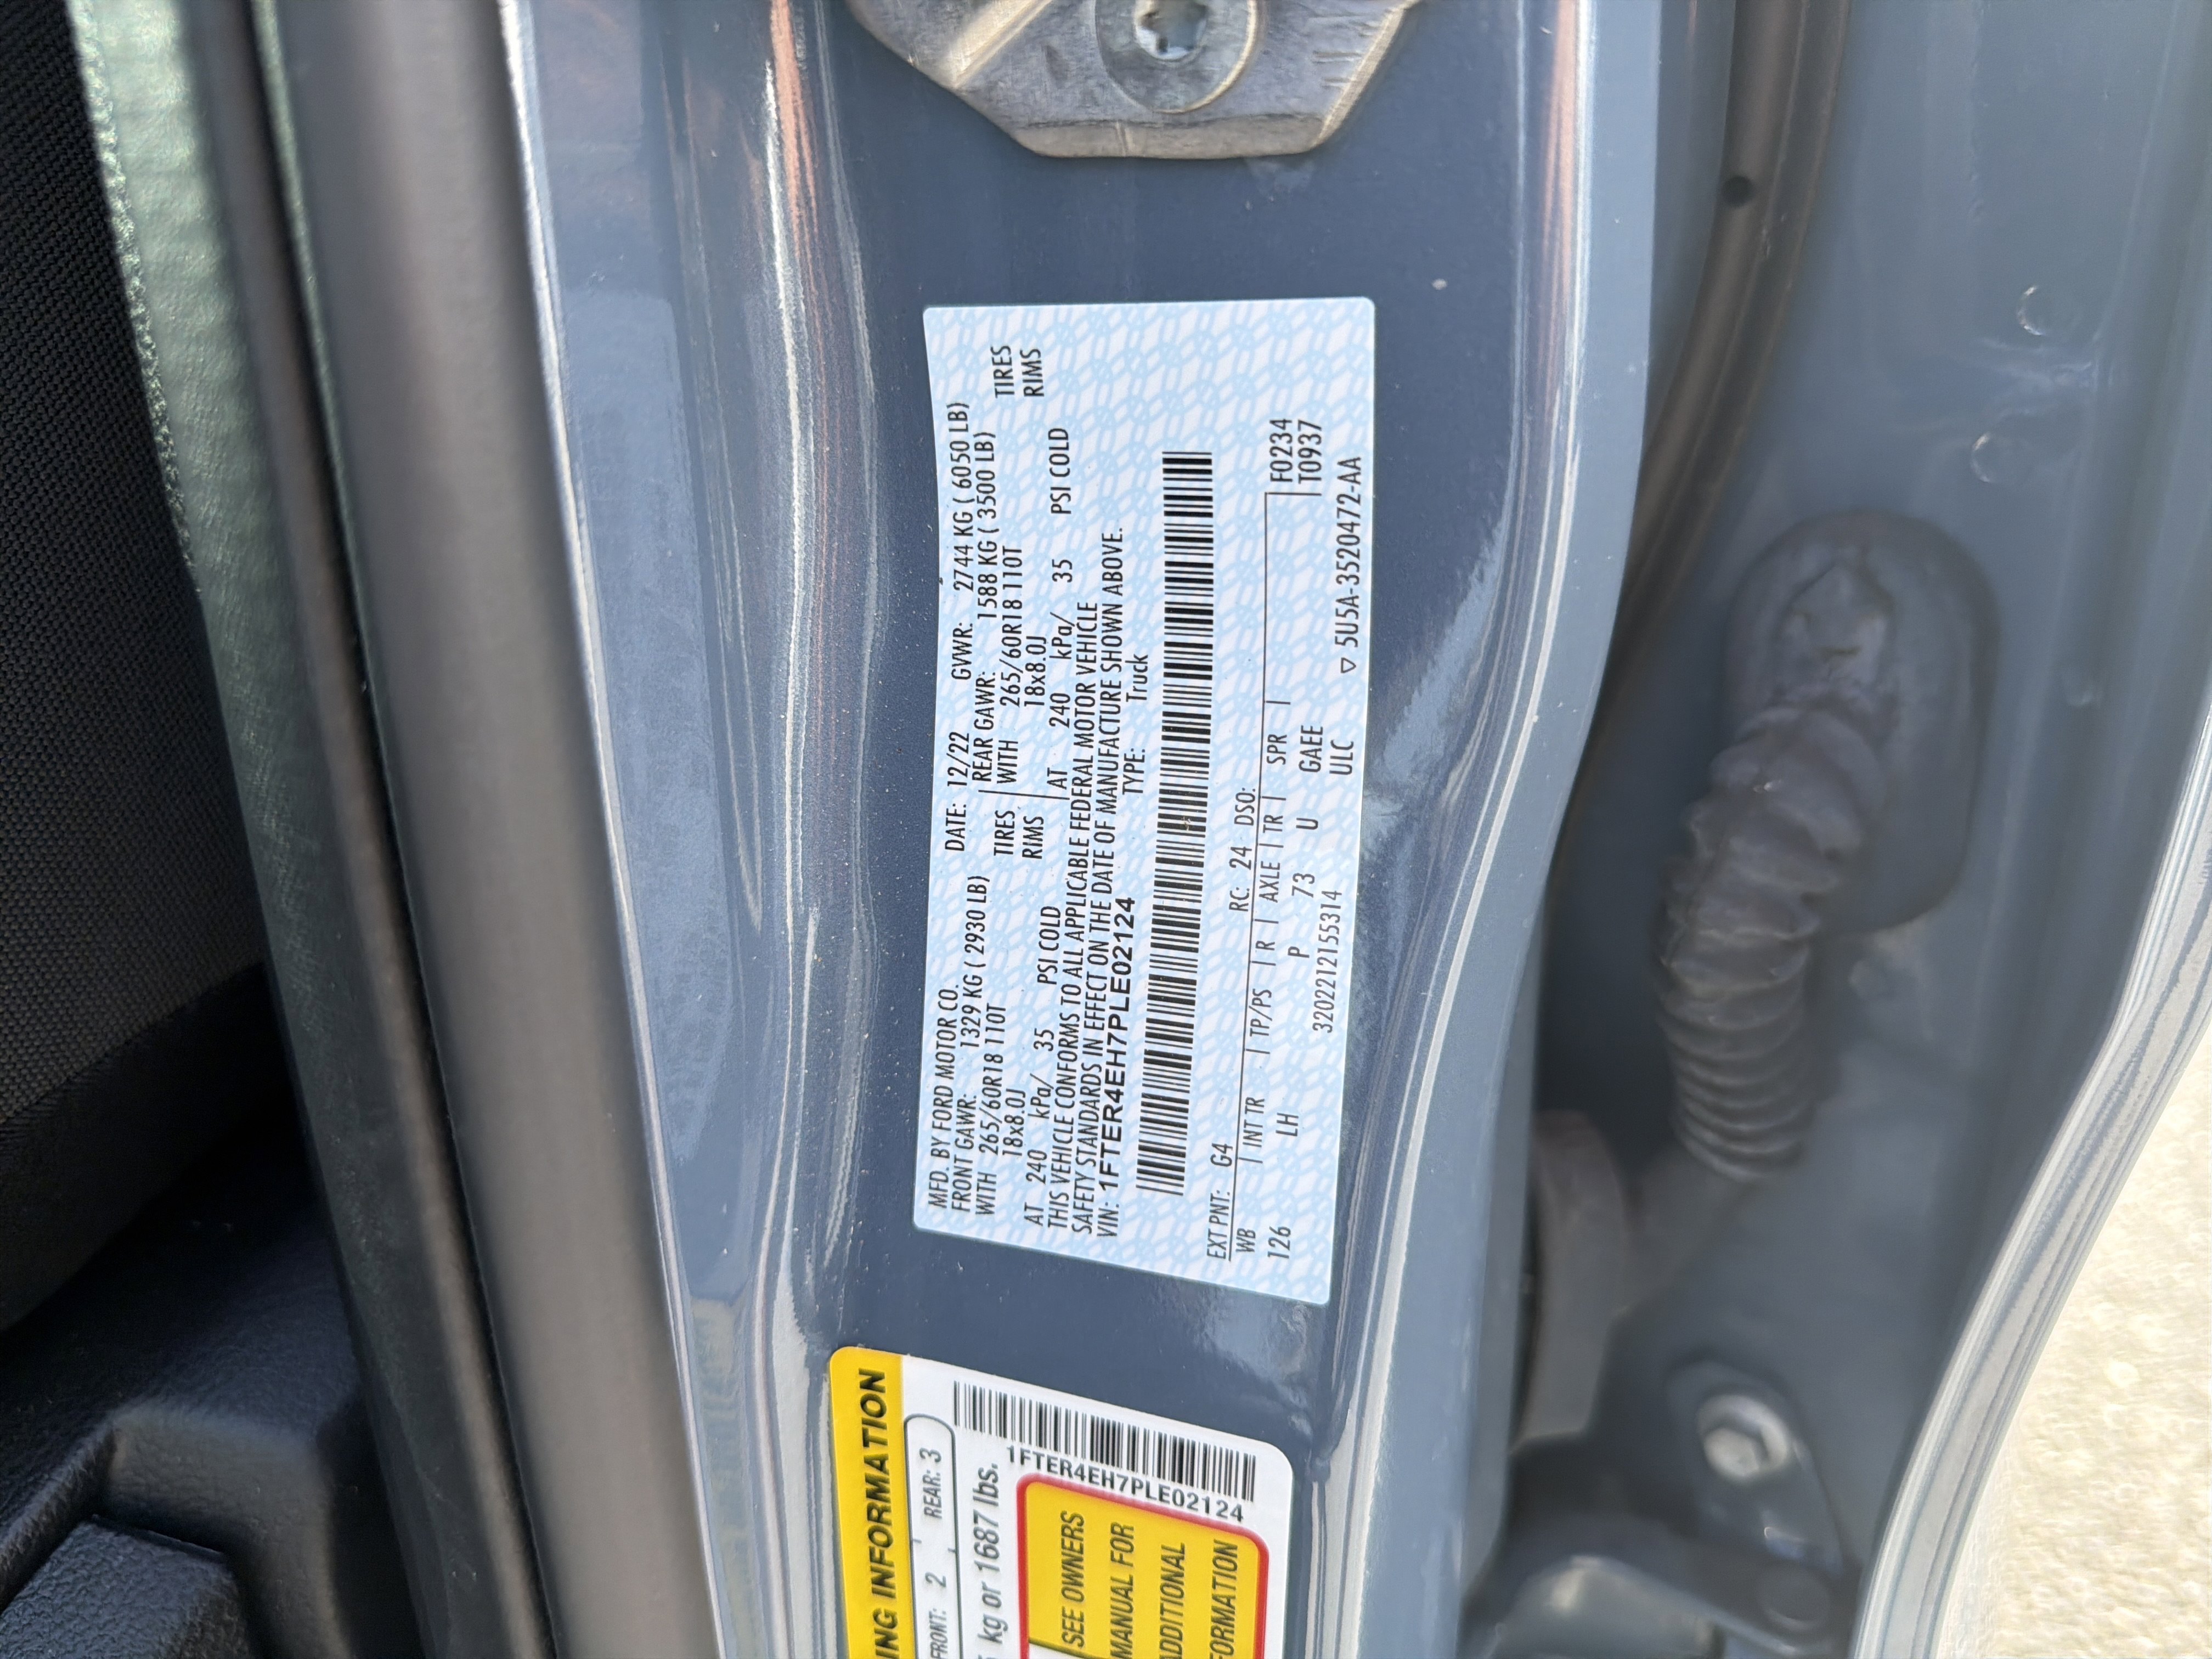 MFD. BY FORD MOTOR CO. DATE: 12/22 GVWR: 2744 KG ( 6050 LB)
FRONT GAWR: 1329 KG ( 2930 LB) REAR GAWR: 1588 KG ( 3500 LB)
WITH 265/60R18 110T TIRES WITH 265/60R18 110T TIRES
18x8.0J RIMS 18x8.0J RIMS
AT 240 kPa/ 35 PSI COLD AT 240 kPa/ 35 PSI COLD
THIS VEHICLE CONFORMS TO ALL APPLICABLE FEDERAL MOTOR VEHICLE
SAFETY STANDARDS IN EFFECT ON THE DATE OF MANUFACTURE SHOWN ABOVE.
VIN: 1FTER4EH7PLE02124 TYPE: Truck
EXT PNT: G4 RC: 24 DSO:
WB | INT TR | TP/PS | R | AXLE | TR | SPR | F0234
126 LH P 73 U GAEE T0937
3202212155314 ULC ▽ 5U5A-3520472-AA
ING INFORMATION
FRONT: 2 REAR: 3
kg or 1687 lbs.
1FTER4EH7PLE02124
SEE OWNERS
MANUAL FOR
ADDITIONAL
FORMATION